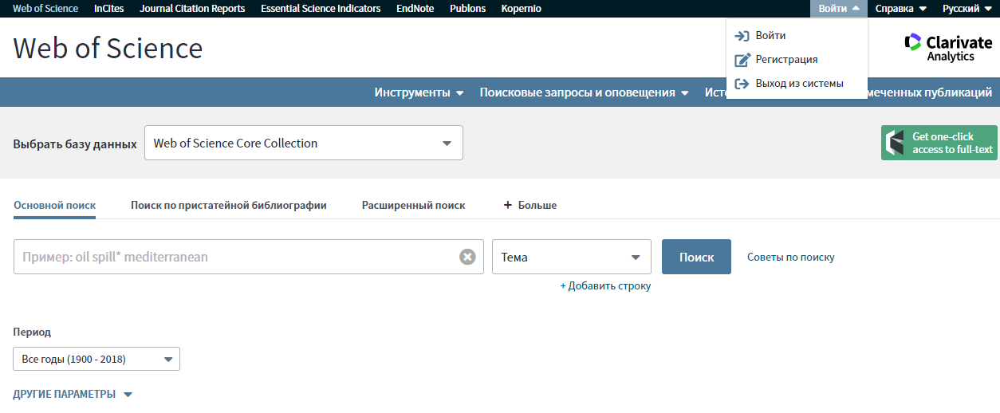 Web of Science InCites Journal Citation Reports Essential Science Indicators EndNote Publons Kopernio Войти Справка Русский
Войти
Регистрация
Выход из системы
Web of Science
Clarivate
Analytics
Инструменты Поисковые запросы и оповещения Ист меченных публикаций
Выбрать базу данных Web of Science Core Collection
Get one-click
access to full-text
Основной поиск Поиск по пристатейной библиографии Расширенный поиск + Больше
Пример: oil spill* mediterranean Тема Поиск Советы по поиску
+ Добавить строку
Период
Все годы (1900 - 2018)
ДРУГИЕ ПАРАМЕТРЫ